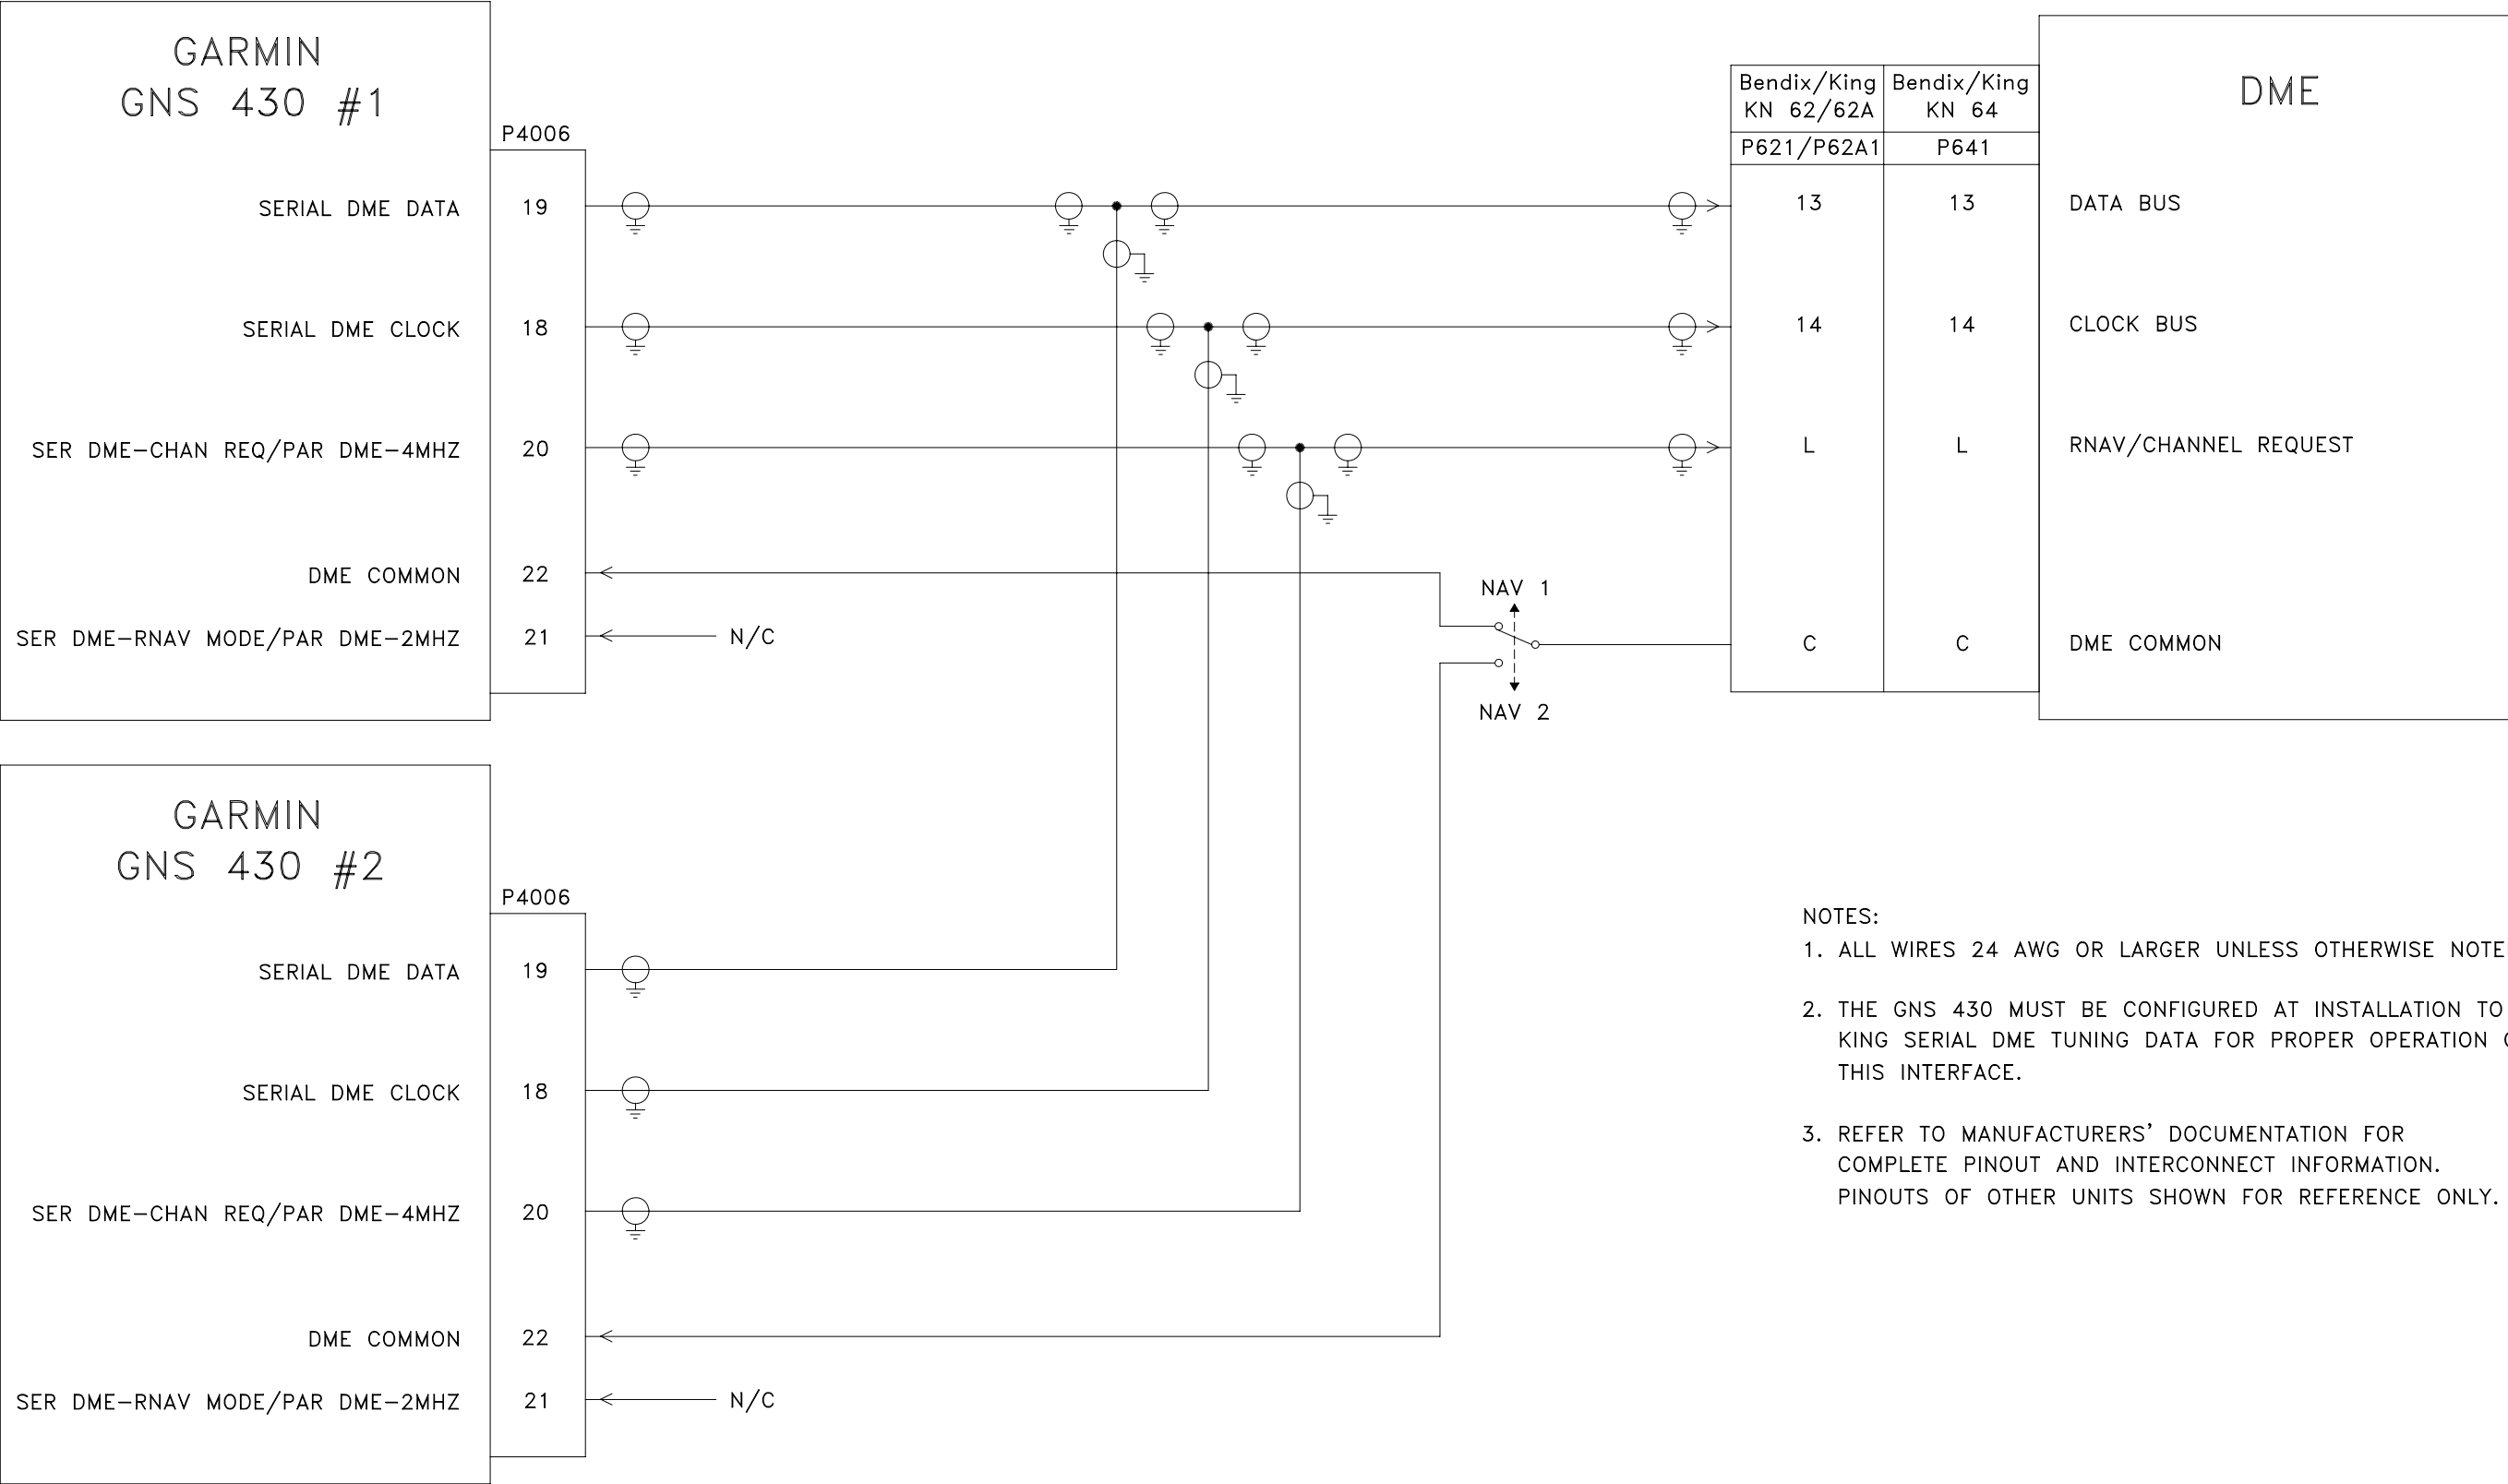 GARMIN
GNS 430 #1
P4006
SERIAL DME DATA 19
SERIAL DME CLOCK 18
SER DME-CHAN REQ/PAR DME-4MHZ 20
DME COMMON 22
SER DME-RNAV MODE/PAR DME-2MHZ 21 N/C
NAV 1
NAV 2
Bendix/King KN 62/62A
Bendix/King KN 64
P621/P62A1 P641
DME
13 13 DATA BUS
14 14 CLOCK BUS
L L RNAV/CHANNEL REQUEST
C C DME COMMON
GARMIN
GNS 430 #2
P4006
SERIAL DME DATA 19
SERIAL DME CLOCK 18
SER DME-CHAN REQ/PAR DME-4MHZ 20
DME COMMON 22
SER DME-RNAV MODE/PAR DME-2MHZ 21 N/C
NOTES:
1. ALL WIRES 24 AWG OR LARGER UNLESS OTHERWISE
2. THE GNS 430 MUST BE CONFIGURED AT INSTALLATION TO
KING SERIAL DME TUNING DATA FOR PROPER OPERATION
THIS INTERFACE.
3. REFER TO MANUFACTURERS' DOCUMENTATION FOR
COMPLETE PINOUT AND INTERCONNECT INFORMATION.
PINOUTS OF OTHER UNITS SHOWN FOR REFERENCE ONLY.